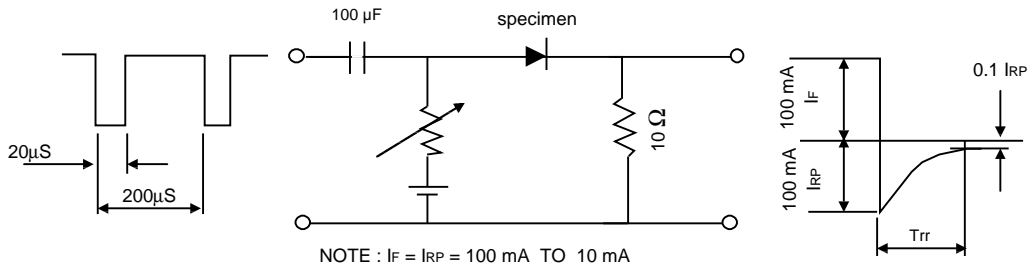 100 µF
specimen
20µS
200µS
10 Ω
100 mA
IF
100 mA
IRP
0.1 IRP
Trr
NOTE : IF = IRP = 100 mA TO 10 mA